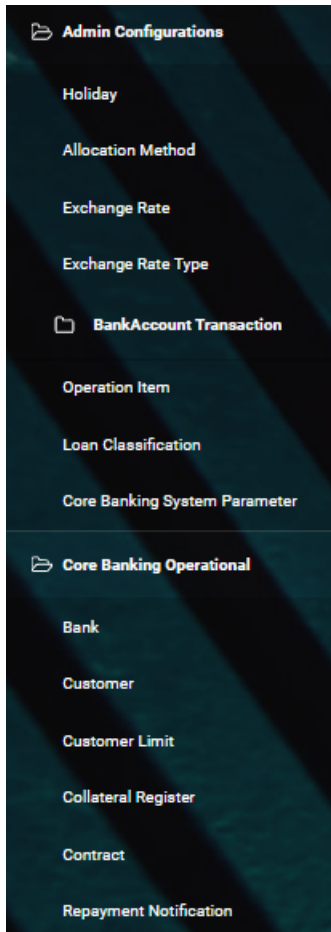 Admin Configurations
Holiday
Allocation Method
Exchange Rate
Exchange Rate Type
BankAccount Transaction
Operation Item
Loan Classification
Core Banking System Parameter
Core Banking Operational
Bank
Customer
Customer Limit
Collateral Register
Contract
Repayment Notification